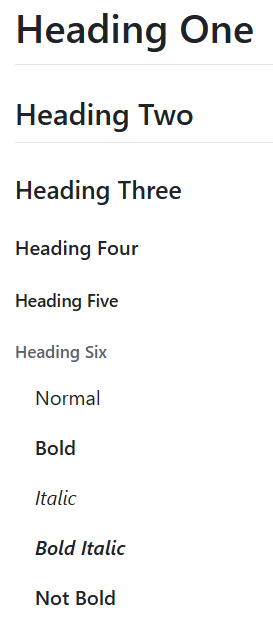 Heading One
Heading Two
Heading Three
Heading Four
Heading Five
Heading Six
Normal
Bold
Italic
Bold Italic
Not Bold